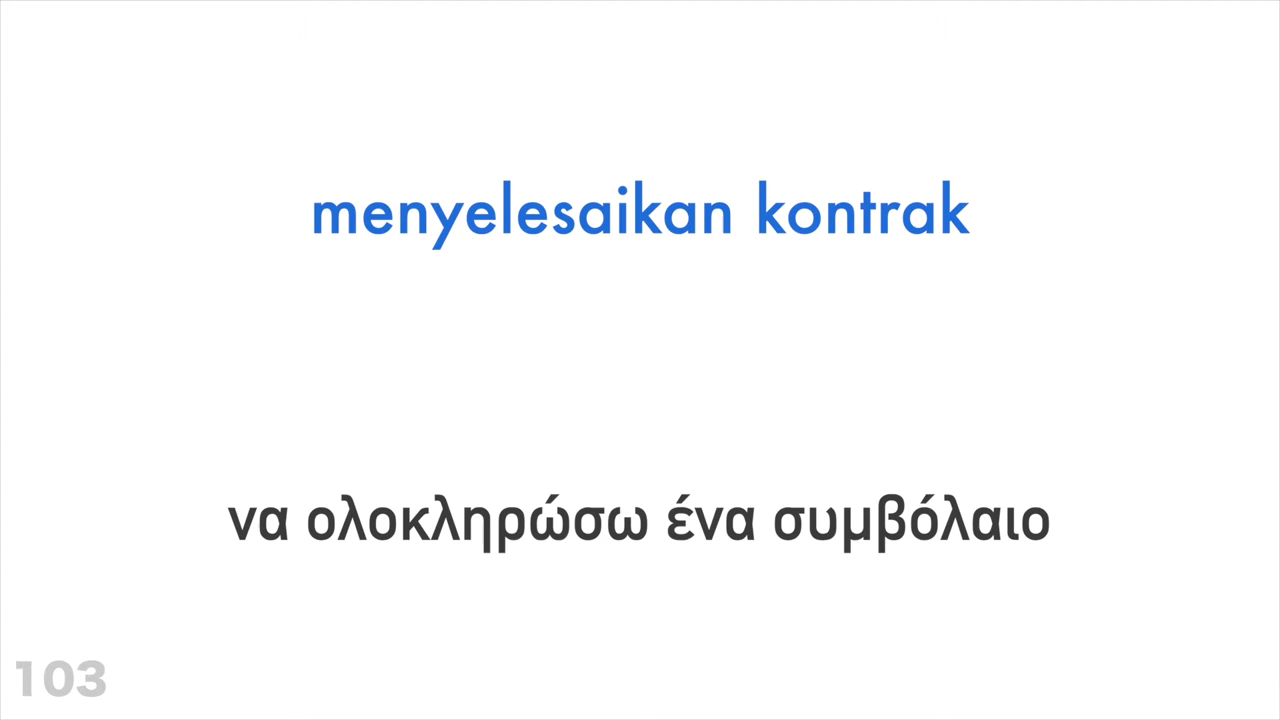 menyelesaikan kontrak
να ολοκληρώσω ένα συμβόλαιο
103